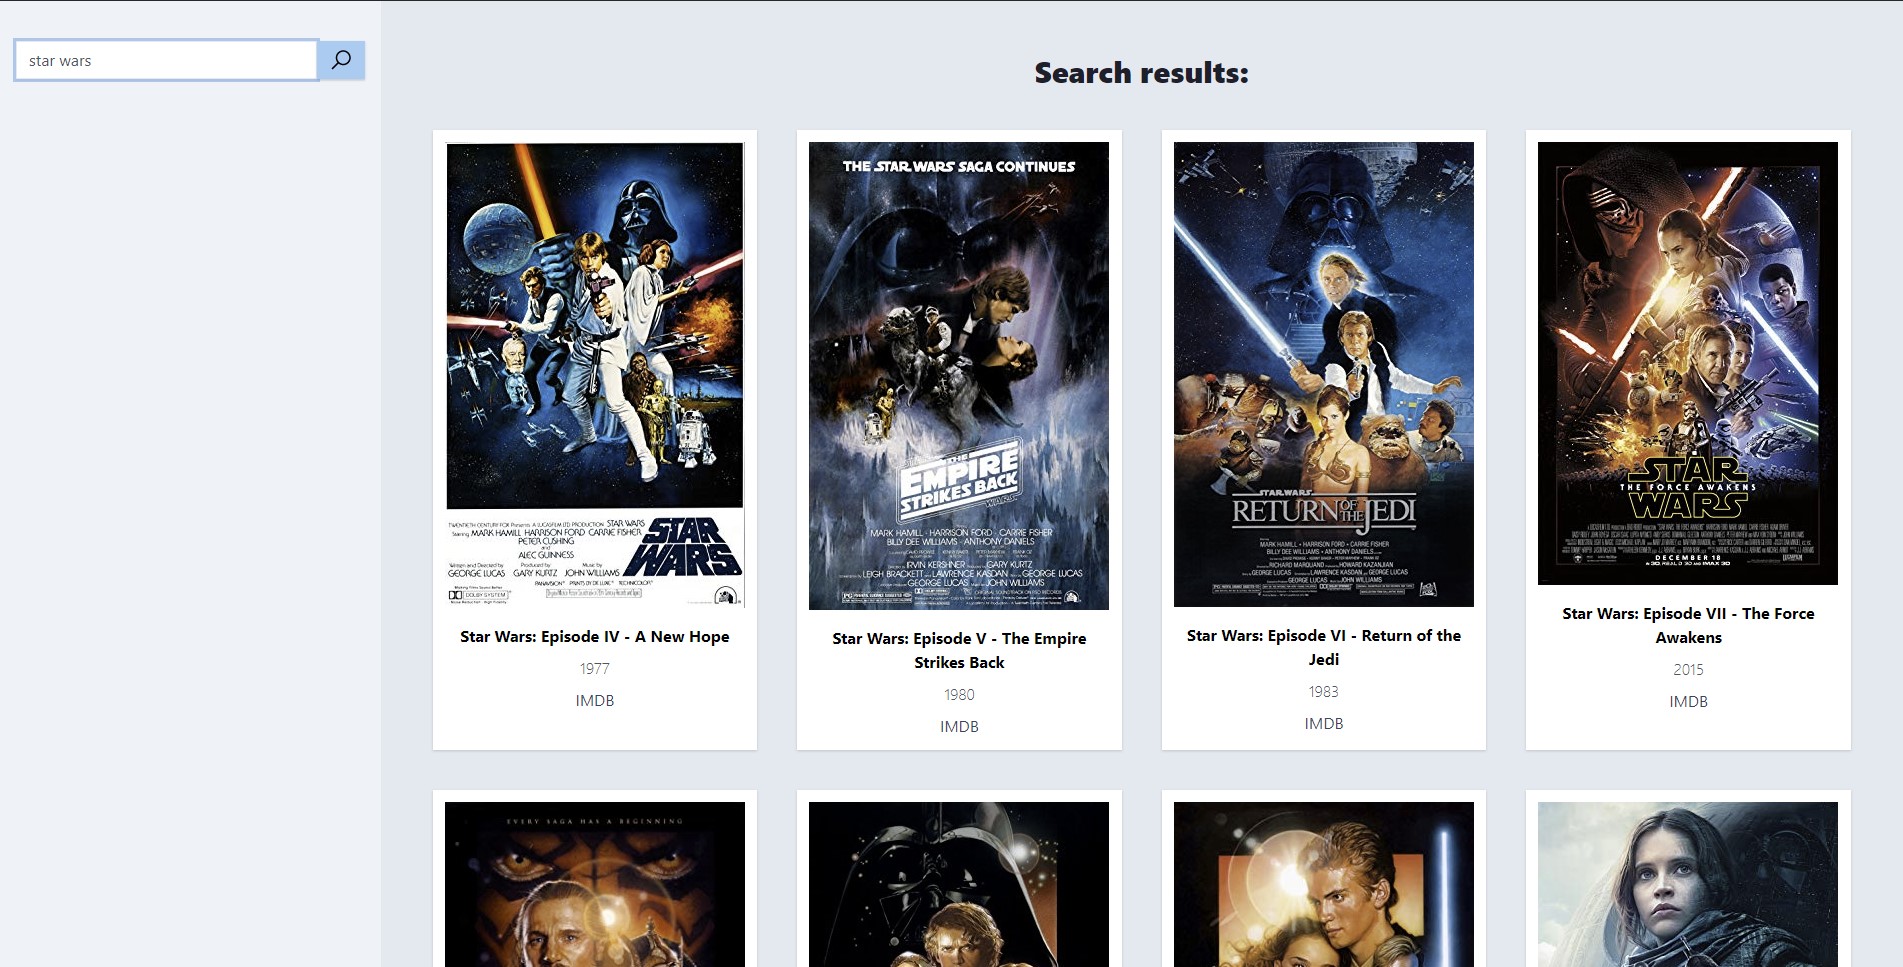 star wars
Search results:
TWENTIETH CENTURY FOX Presents A LUCASFILM LTD PRODUCTION STAR WARS
Starring MARK HAMILL HARRISON FORD CARRIE FISHER
PETER CUSHING
and
ALEC GUINNESS
Written and Directed by
GEORGE LUCAS
Produced by
GARY KURTZ
Music by
JOHN WILLIAMS
PANAVISION PRINTS BY DE LUXE TECHNICOLOR
DOLBY SYSTEM
STAR
WARS
Star Wars: Episode IV - A New Hope
1977
IMDB
THE STAR WARS SAGA CONTINUES
THE
EMPIRE
STRIKES BACK
MARK HAMILL · HARRISON FORD · CARRIE FISHER
BILLY DEE WILLIAMS · ANTHONY DANIELS
IRVIN KERSHNER GARY KURTZ
LEIGH BRACKETT LAWRENCE KASDAN GEORGE LUCAS
GEORGE LUCAS JOHN WILLIAMS
Star Wars: Episode V - The Empire
Strikes Back
1980
IMDB
STAR WARS
RETURN OF THE JEDI
MARK HAMILL · HARRISON FORD · CARRIE FISHER
BILLY DEE WILLIAMS · ANTHONY DANIELS
RICHARD MARQUAND HOWARD KAZANJIAN
GEORGE LUCAS LAWRENCE KASDAN GEORGE LUCAS
GEORGE LUCAS JOHN WILLIAMS
Star Wars: Episode VI - Return of the
Jedi
1983
IMDB
STAR
THE FORCE AWAKENS
WARS
DECEMBER 18
IN 3D, REAL D 3D AND IMAX 3D
Star Wars: Episode VII - The Force
Awakens
2015
IMDB
EVERY SAGA HAS A BEGINNING